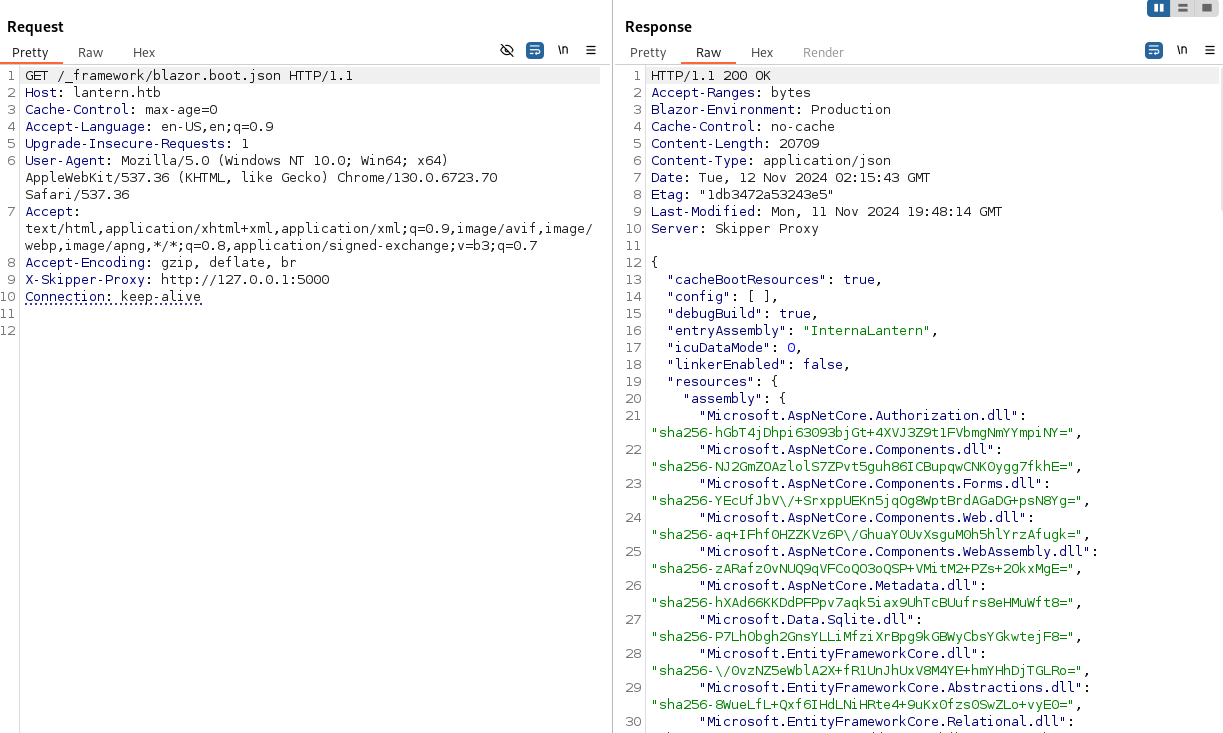 Request
Pretty Raw Hex
\n
1 GET /_framework/blazor.boot.json HTTP/1.1
2 Host: lantern.htb
3 Cache-Control: max-age=0
4 Accept-Language: en-US,en;q=0.9
5 Upgrade-Insecure-Requests: 1
6 User-Agent: Mozilla/5.0 (Windows NT 10.0; Win64; x64)
AppleWebKit/537.36 (KHTML, like Gecko) Chrome/130.0.6723.70
Safari/537.36
7 Accept:
text/html,application/xhtml+xml,application/xml;q=0.9,image/avif,image/
webp,image/apng,*/*;q=0.8,application/signed-exchange;v=b3;q=0.7
8 Accept-Encoding: gzip, deflate, br
9 X-Skipper-Proxy: http://127.0.0.1:5000
10 Connection: keep-alive
11
12
Response
Pretty Raw Hex Render
\n
1 HTTP/1.1 200 OK
2 Accept-Ranges: bytes
3 Blazor-Environment: Production
4 Cache-Control: no-cache
5 Content-Length: 20709
6 Content-Type: application/json
7 Date: Tue, 12 Nov 2024 02:15:43 GMT
8 Etag: "1db3472a53243e5"
9 Last-Modified: Mon, 11 Nov 2024 19:48:14 GMT
10 Server: Skipper Proxy
11
12 {
13 "cacheBootResources": true,
14 "config": [ ],
15 "debugBuild": true,
16 "entryAssembly": "InternaLantern",
17 "icuDataMode": 0,
18 "linkerEnabled": false,
19 "resources": {
20 "assembly": {
21 "Microsoft.AspNetCore.Authorization.dll":
"sha256-hGbT4jDhpi63093bjGt+4XVJ3Z9t1FVbmgNmYYmpiNY=",
22 "Microsoft.AspNetCore.Components.dll":
"sha256-NJ2GmZOAzlolS7ZPvt5guh86ICBupqwCNKOygg7fkhE=",
23 "Microsoft.AspNetCore.Components.Forms.dll":
"sha256-YEcUfJbV\/+SrxppUEKn5jqOg8WptBrdAGaDG+psN8Yg=",
24 "Microsoft.AspNetCore.Components.Web.dll":
"sha256-aq+IFhfOHZZKVz6P\/GhuaYOUvXsguMOh5hlYrzAfugk=",
25 "Microsoft.AspNetCore.Components.WebAssembly.dll":
"sha256-zARafzOvNUQ9qVFCoQO3oQSP+VMitM2+PZs+2OkxMgE=",
26 "Microsoft.AspNetCore.Metadata.dll":
"sha256-hXAd66KKDdPFPpv7aqk5iax9UhTcBUufrs8eHMuWft8=",
27 "Microsoft.Data.Sqlite.dll":
"sha256-P7LhObgh2GnsYLLiMfziXrBpg9kGBWyCbsYGkwtejF8=",
28 "Microsoft.EntityFrameworkCore.dll":
"sha256-\/OvzNZ5eWblA2X+fR1UnJhUxV8M4YE+hmYHhDjTGLRo=",
29 "Microsoft.EntityFrameworkCore.Abstractions.dll":
"sha256-8WueLfL+Qxf6IHdLNiHRte4+9uKxOfzsOSwZLo+vyEO=",
30 "Microsoft.EntityFrameworkCore.Relational.dll":